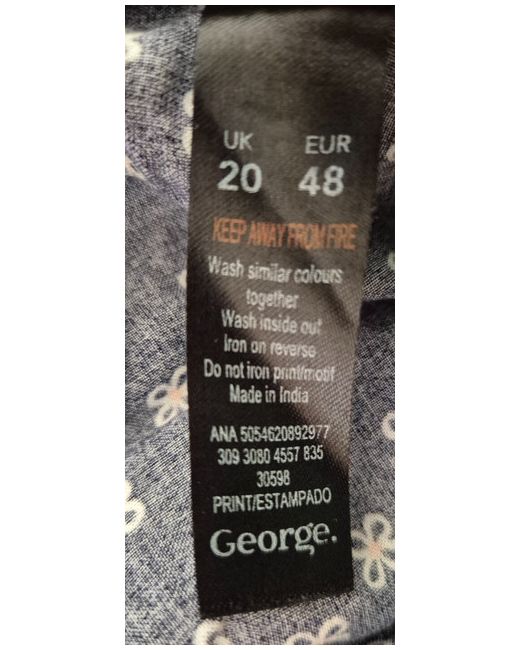 UK EUR
20 48
KEEP AWAY FROM FIRE
Wash similar colours
together
Wash inside out
Iron on reverse
Do not iron print/motif
Made in India
ANA 5054620892977
309 3080 4557 835
30598
PRINT/ESTAMPADO
George.